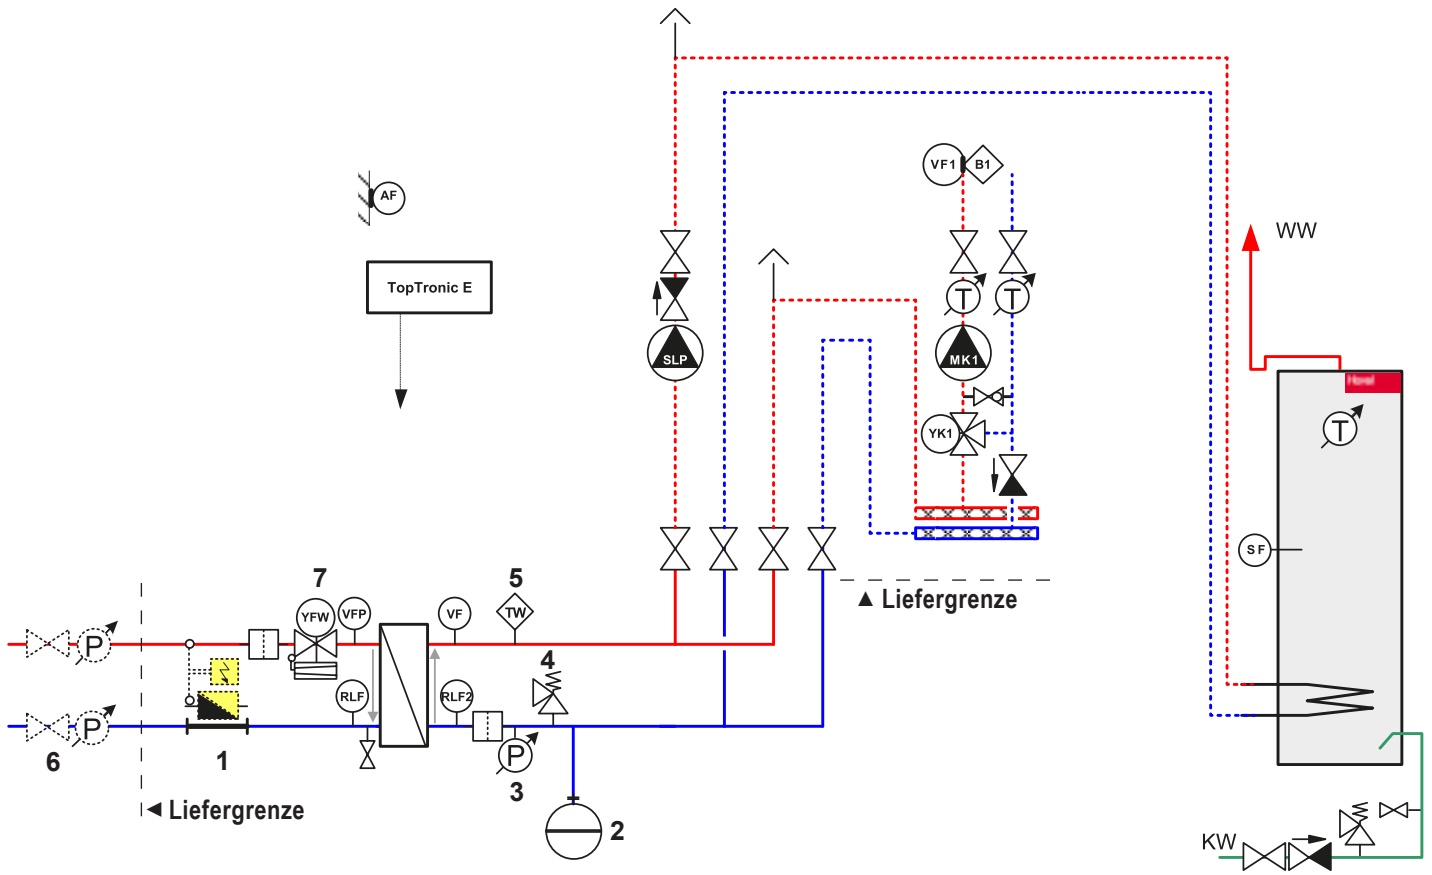 VF1
B1
AF
WW
TopTronic E
T
T
SLP
MK1
T
YK1
SF
7
5
Liefergrenze
YFW
VFP
VF
TW
P
4
RLF
RLF2
P
6
1
P
3
Liefergrenze
2
KW